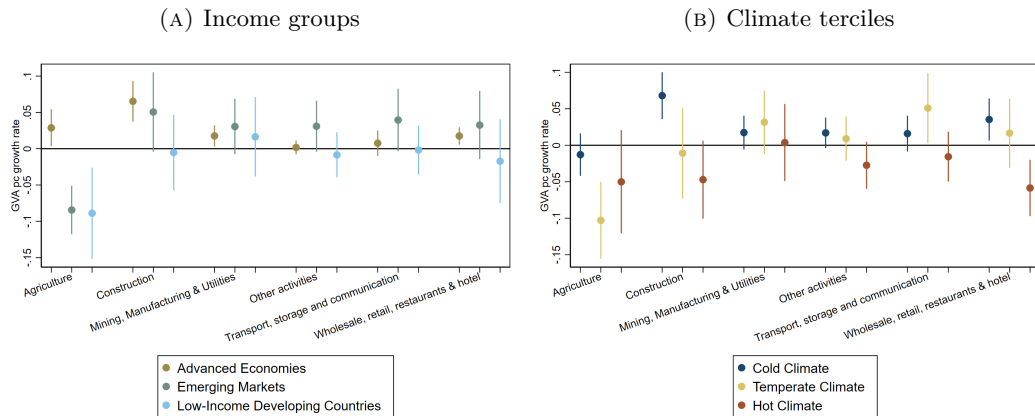 (A) Income groups
GVA pc growth rate
.1
.05
0
-.05
-.1
-.15
Agriculture
Construction
Mining, Manufacturing & Utilities
Other activities
Transport, storage and communication
Wholesale, retail, restaurants & hotel
Advanced Economies
Emerging Markets
Low-Income Developing Countries
(B) Climate terciles
GVA pc growth rate
.1
.05
0
-.05
-.1
-.15
Agriculture
Construction
Mining, Manufacturing & Utilities
Other activities
Transport, storage and communication
Wholesale, retail, restaurants & hotel
Cold Climate
Temperate Climate
Hot Climate